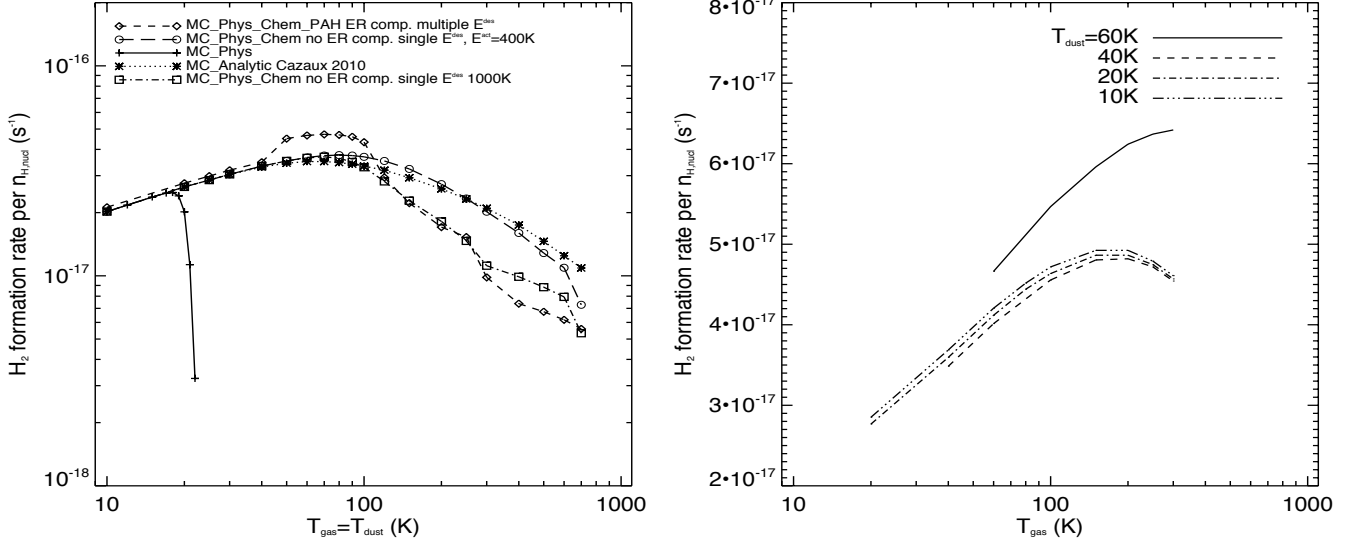 MC_Phys_Chem_PAH ER comp. multiple E^des
MC_Phys_Chem no ER comp. single E^des, E^act=400K
MC_Phys
MC_Analytic Cazaux 2010
MC_Phys_Chem no ER comp. single E^des 1000K
10^-16
10^-17
10^-18
H_2 formation rate per n_H,nucl (s^-1)
10 100 1000
T_gas=T_dust (K)
T_dust=60K
40K
20K
10K
8•10^-17
7•10^-17
6•10^-17
5•10^-17
4•10^-17
3•10^-17
2•10^-17
H_2 formation rate per n_H,nucl (s^-1)
10 100 1000
T_gas (K)